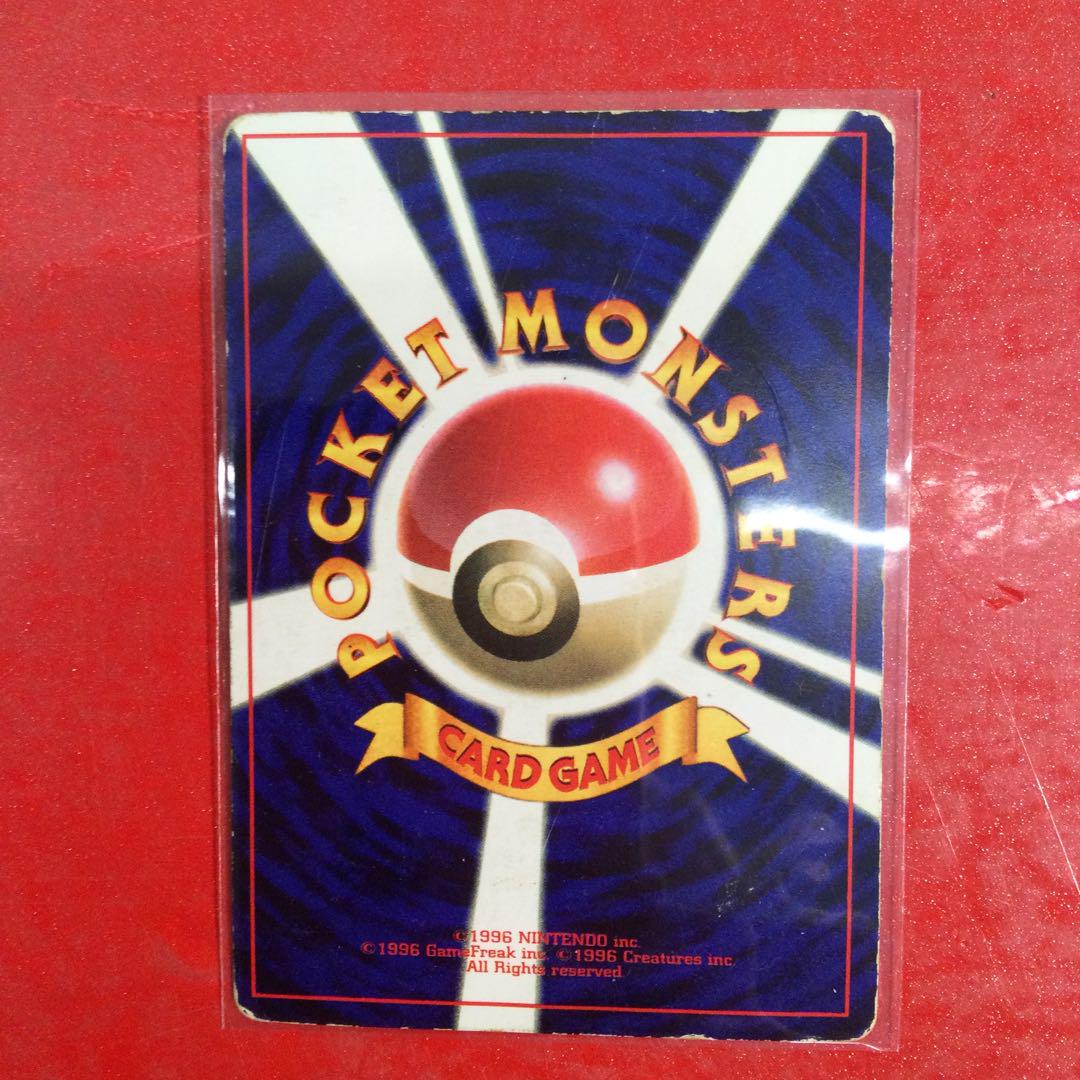 POCKET MONSTERS
CARD GAME
©1996 NINTENDO inc.
©1996 GameFreak inc. ©1996 Creatures inc.
All Rights reserved.